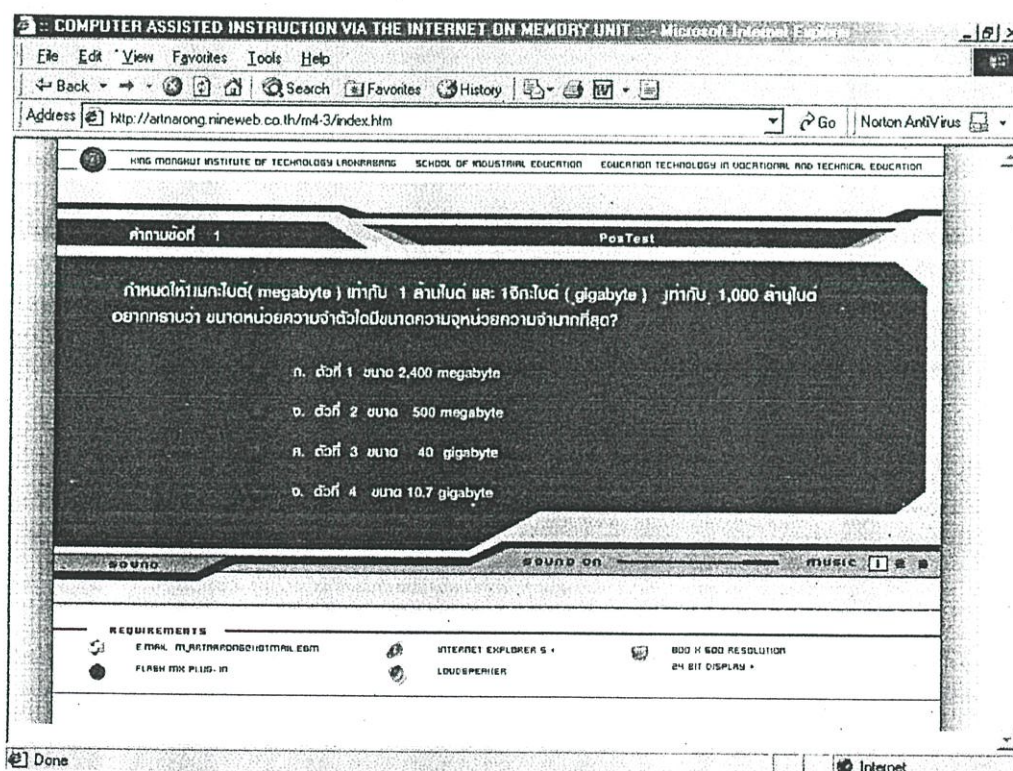 :: COMPUTER ASSISTED INSTRUCTION VIA THE INTERNET ON MEMORY UNIT :: - Microsoft Internet Explorer
File Edit View Favorites Tools Help
Back Search Favorites History
Address http://artnarong.nineweb.co.th/m4-3/index.htm Go Norton AntiVirus
KING MONGKUT INSTITUTE OF TECHNOLOGY LADKRABANG SCHOOL OF INDUSTRIAL EDUCATION EDUCATION TECHNOLOGY IN VOCATIONAL AND TECHNICAL EDUCATION
คำถามข้อที่ 1 PosTest
กำหนดให้1เมกะไบต์( megabyte ) เท่ากับ 1 ล้านไบต์ และ 1จิกะไบต์ ( gigabyte ) เท่ากับ 1,000 ล้านไบต์
อยากทราบว่า ขนาดหน่วยความจำตัวใดมีขนาดความจุหน่วยความจำมากที่สุด?
ก. ตัวที่ 1 ขนาด 2,400 megabyte
ข. ตัวที่ 2 ขนาด 500 megabyte
ค. ตัวที่ 3 ขนาด 40 gigabyte
ง. ตัวที่ 4 ขนาด 10.7 gigabyte
SOUND SOUND ON MUSIC
REQUIREMENTS
E MAIL M_ARTNARONG@HOTMAIL.COM INTERNET EXPLORER 5 + 800 X 600 RESOLUTION
FLASH MX PLUG-IN LOUDSPEAKER 24 BIT DISPLAY +
Done Internet